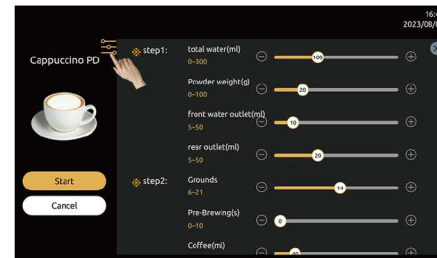 16:
2023/08/
Cappuccino PD
Start
Cancel
step1:
total water(ml)
0~300
100
Powder weight(g)
0~100
20
front water outlet(ml)
5~50
10
rear outlet(ml)
5~50
20
step2:
Grounds
6~21
14
Pre-Brewing(s)
0~10
0
Coffee(ml)